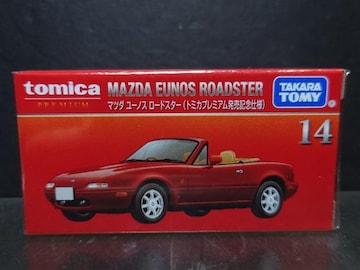 tomica
PREMIUM
MAZDA EUNOS ROADSTER
マツダ ユーノス ロードスター（トミカプレミアム発売記念仕様）
TAKARA
TOMY
14